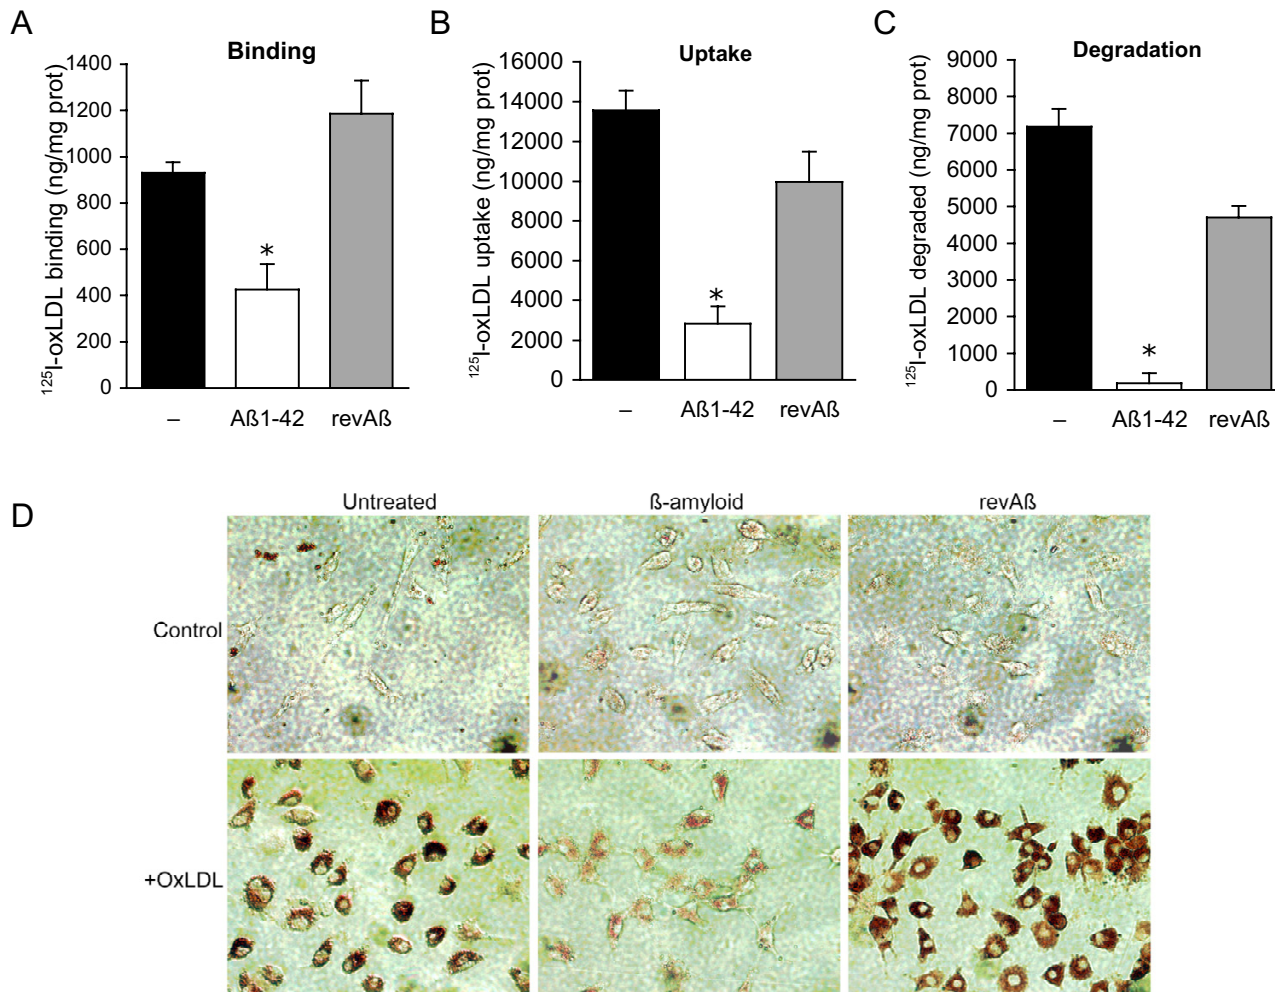 A
Binding
¹²⁵I-oxLDL binding (ng/mg prot)
1400
1200
1000
800
600
400
200
0
*
– Aß1-42 revAß
B
Uptake
¹²⁵I-oxLDL uptake (ng/mg prot)
16000
14000
12000
10000
8000
6000
4000
2000
0
*
– Aß1-42 revAß
C
Degradation
¹²⁵I-oxLDL degraded (ng/mg prot)
9000
8000
7000
6000
5000
4000
3000
2000
1000
0
*
– Aß1-42 revAß
D
Untreated ß-amyloid revAß
Control
+OxLDL